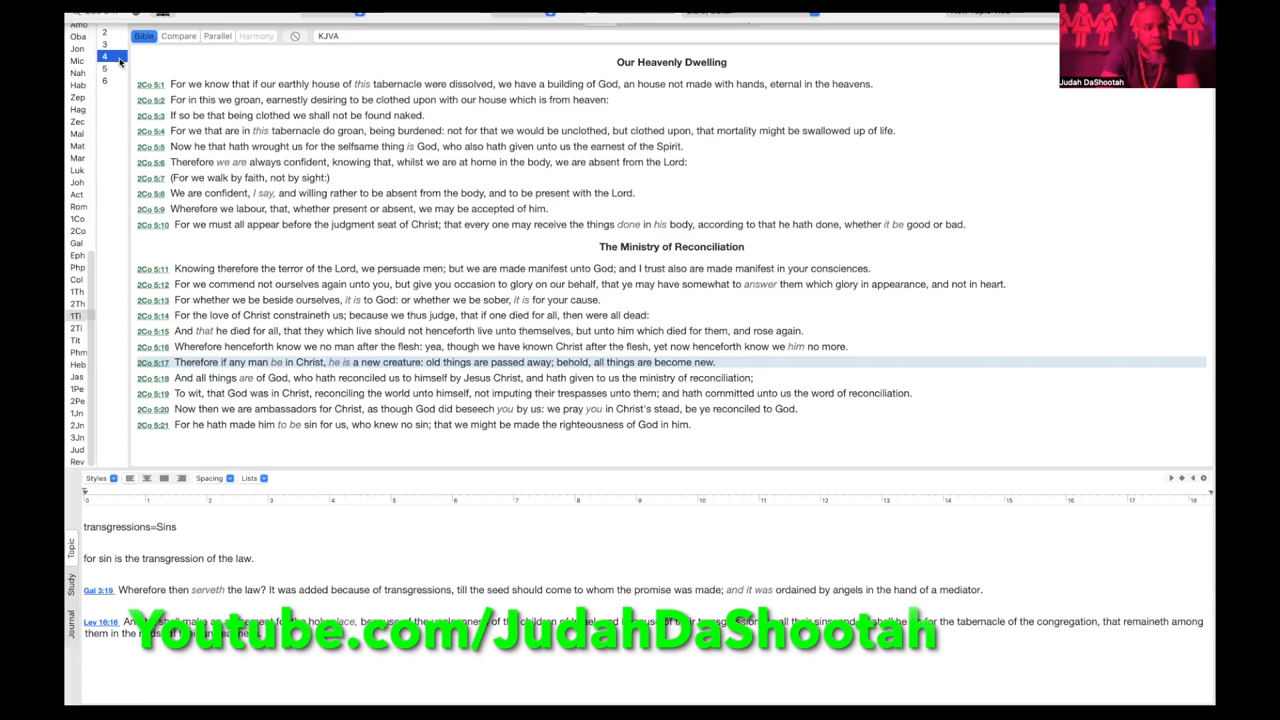 Amo
Oba
Jon
Mic
Nah
Hab
Zep
Hag
Zec
Mal
Mat
Mar
Luk
Joh
Act
Rom
1Co
2Co
Gal
Eph
Php
Col
1Th
2Th
1Ti
2Ti
Tit
Phm
Heb
Jas
1Pe
2Pe
1Jn
2Jn
3Jn
Jud
Rev
2
3
4
5
6
Bible Compare Parallel Harmony KJVA
Judah DaShootah
Our Heavenly Dwelling
2Co 5:1 For we know that if our earthly house of this tabernacle were dissolved, we have a building of God, an house not made with hands, eternal in the heavens.
2Co 5:2 For in this we groan, earnestly desiring to be clothed upon with our house which is from heaven:
2Co 5:3 If so be that being clothed we shall not be found naked.
2Co 5:4 For we that are in this tabernacle do groan, being burdened: not for that we would be unclothed, but clothed upon, that mortality might be swallowed up of life.
2Co 5:5 Now he that hath wrought us for the selfsame thing is God, who also hath given unto us the earnest of the Spirit.
2Co 5:6 Therefore we are always confident, knowing that, whilst we are at home in the body, we are absent from the Lord:
2Co 5:7 (For we walk by faith, not by sight:)
2Co 5:8 We are confident, I say, and willing rather to be absent from the body, and to be present with the Lord.
2Co 5:9 Wherefore we labour, that, whether present or absent, we may be accepted of him.
2Co 5:10 For we must all appear before the judgment seat of Christ; that every one may receive the things done in his body, according to that he hath done, whether it be good or bad.
The Ministry of Reconciliation
2Co 5:11 Knowing therefore the terror of the Lord, we persuade men; but we are made manifest unto God; and I trust also are made manifest in your consciences.
2Co 5:12 For we commend not ourselves again unto you, but give you occasion to glory on our behalf, that ye may have somewhat to answer them which glory in appearance, and not in heart.
2Co 5:13 For whether we be beside ourselves, it is to God: or whether we be sober, it is for your cause.
2Co 5:14 For the love of Christ constraineth us; because we thus judge, that if one died for all, then were all dead:
2Co 5:15 And that he died for all, that they which live should not henceforth live unto themselves, but unto him which died for them, and rose again.
2Co 5:16 Wherefore henceforth know we no man after the flesh: yea, though we have known Christ after the flesh, yet now henceforth know we him no more.
2Co 5:17 Therefore if any man be in Christ, he is a new creature: old things are passed away; behold, all things are become new.
2Co 5:18 And all things are of God, who hath reconciled us to himself by Jesus Christ, and hath given to us the ministry of reconciliation;
2Co 5:19 To wit, that God was in Christ, reconciling the world unto himself, not imputing their trespasses unto them; and hath committed unto us the word of reconciliation.
2Co 5:20 Now then we are ambassadors for Christ, as though God did beseech you by us: we pray you in Christ's stead, be ye reconciled to God.
2Co 5:21 For he hath made him to be sin for us, who knew no sin; that we might be made the righteousness of God in him.
Styles Spacing Lists
0 1 2 3 4 5 6 7 8 9 10 11 12 13 14 15 16 17 18
Topic
Study
Journal
transgressions=Sins
for sin is the transgression of the law.
Gal 3:19 Wherefore then serveth the law? It was added because of transgressions, till the seed should come to whom the promise was made; and it was ordained by angels in the hand of a mediator.
Lev 16:16 for the tabernacle of the congregation, that remaineth among
them in the
Youtube.com/JudahDaShootah